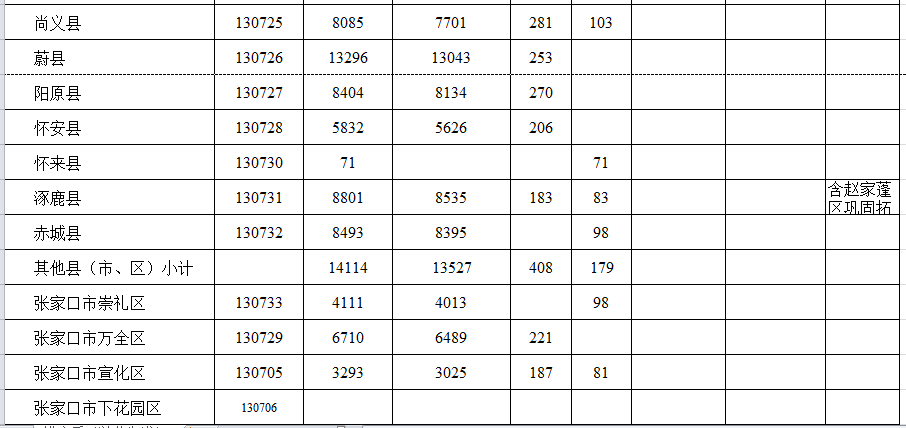 尚义县 130725 8085 7701 281 103
蔚县 130726 13296 13043 253
阳原县 130727 8404 8134 270
怀安县 130728 5832 5626 206
怀来县 130730 71 71
涿鹿县 130731 8801 8535 183 83 含赵家蓬
区巩固拓
赤城县 130732 8493 8395 98
其他县（市、区）小计 14114 13527 408 179
张家口市崇礼区 130733 4111 4013 98
张家口市万全区 130729 6710 6489 221
张家口市宣化区 130705 3293 3025 187 81
张家口市下花园区 130706